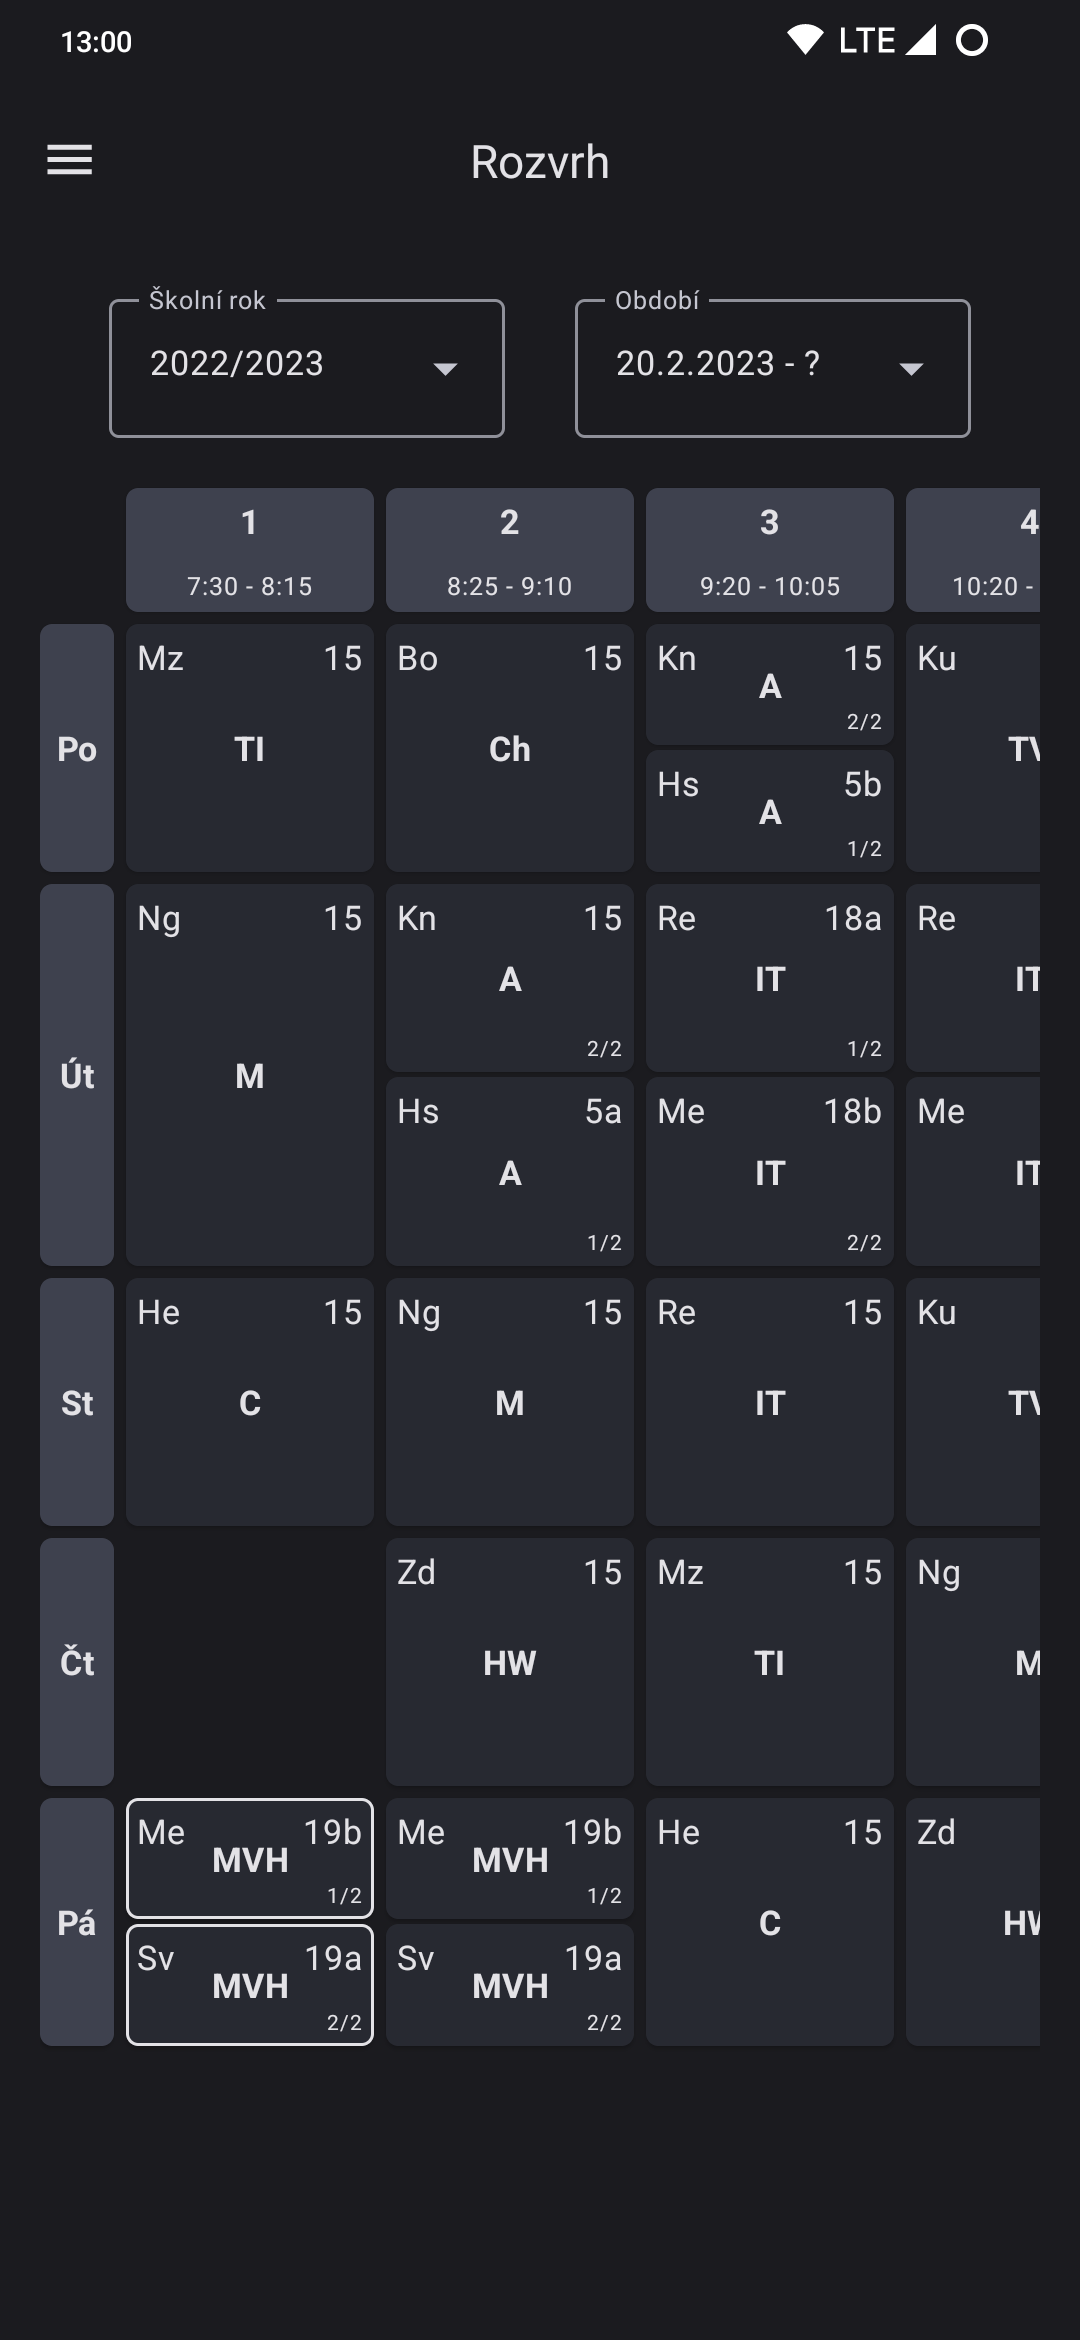 13:00 LTE
Rozvrh
Školní rok Období
2022/2023 20.2.2023 - ?
1 2 3 4
7:30 - 8:15 8:25 - 9:10 9:20 - 10:05 10:20 -
Po
Mz 15
TI
Bo 15
Ch
Kn 15
A
2/2
Hs 5b
A
1/2
Ku
TV
Út
Ng 15
M
Kn 15
A
2/2
Hs 5a
A
1/2
Re 18a
IT
1/2
Me 18b
IT
2/2
Re
IT
Me
IT
St
He 15
C
Ng 15
M
Re 15
IT
Ku
TV
Čt
Zd 15
HW
Mz 15
TI
Ng
M
Pá
Me 19b
MVH
1/2
Sv 19a
MVH
2/2
Me 19b
MVH
1/2
Sv 19a
MVH
2/2
He 15
C
Zd
HW